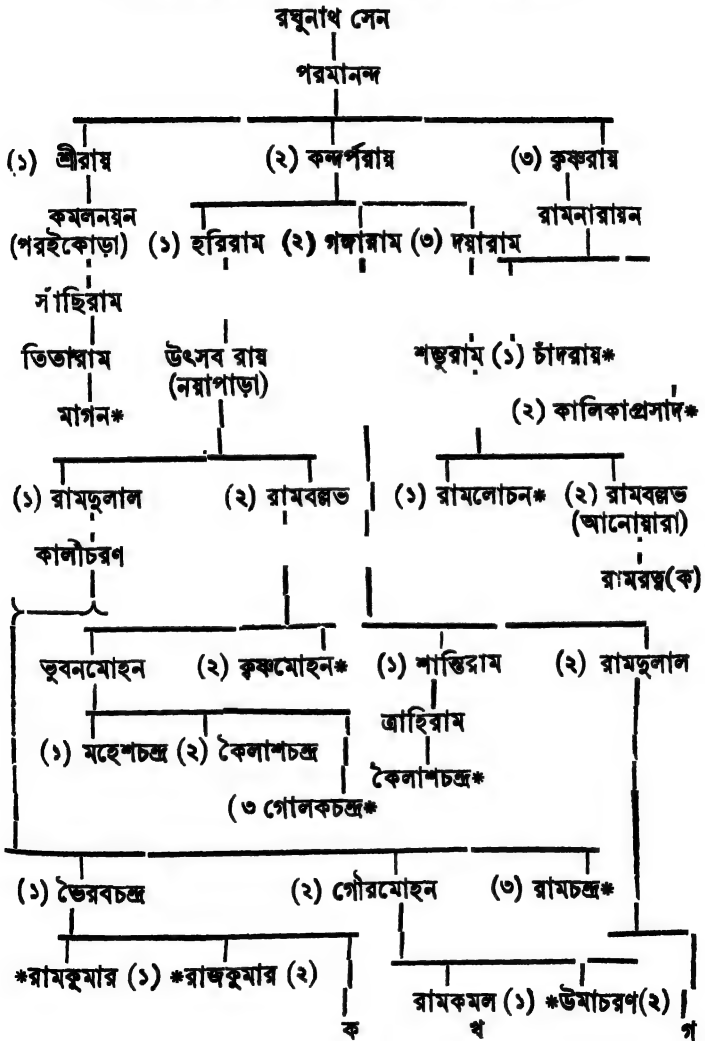 রঘুনাথ সেন
পরমানন্দ
(১) শ্রীরায় (২) কন্দর্পরায় (৩) কৃষ্ণরায়
কমলনয়ন রামনারায়ন
(পরইকোড়া) (১) হরিরাম (২) গঙ্গারাম (৩) দয়ারাম
সাঁছিরাম
তিতারাম উৎসব রায় শম্ভুরাম (১) চাঁদরায়*
(নয়াপাড়া)
মাগন* (২) কালিকাপ্রসাদ*
(১) রামদুলাল (২) রামবল্লভ (১) রামলোচন* (২) রামবল্লভ
(আনোয়ারা)
কালীচরণ
রামরত্ন(ক)
ভুবনমোহন (২) কৃষ্ণমোহন* (১) শান্তিরাম (২) রামদুলাল
ত্রাহিরাম
(১) মহেশচন্দ্র (২) কৈলাশচন্দ্র
কৈলাশচন্দ্র*
(৩ গোলকচন্দ্র*
(১) ভৈরবচন্দ্র (২) গৌরমোহন (৩) রামচন্দ্র*
*রামকুমার (১) *রাজকুমার (২)
রামকমল (১) *উমাচরণ(২)
ক খ গ